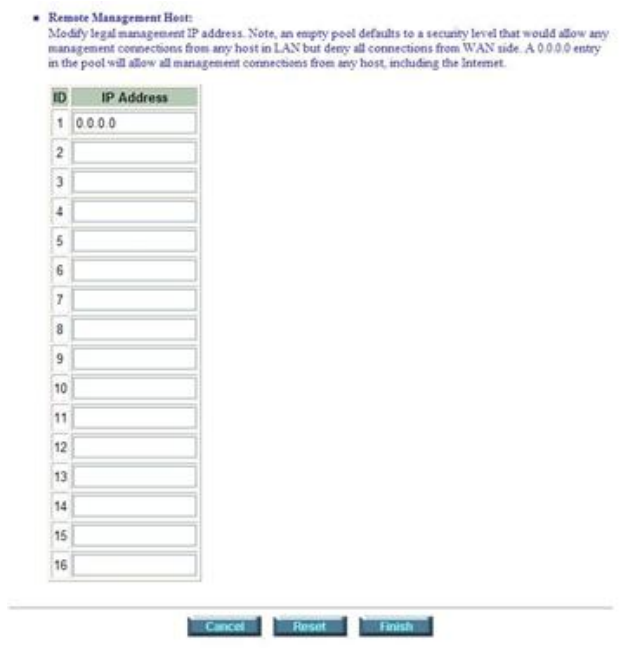 Remote Management Host:
Modify legal management IP address. Note, an empty pool defaults to a security level that would allow any
management connections from any host in LAN but deny all connections from WAN side. A 0.0.0.0 entry
in the pool will allow all management connections from any host, including the Internet.
ID IP Address
1 0.0.0.0
2
3
4
5
6
7
8
9
10
11
12
13
14
15
16
Cancel Reset Finish